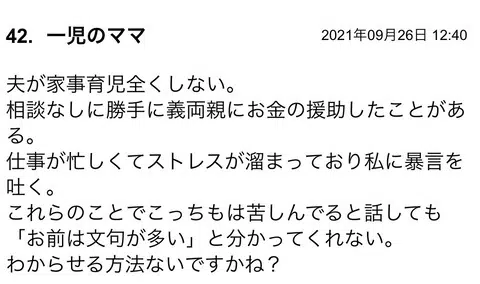 42. 一児のママ 2021年09月26日 12:40
夫が家事育児全くしない。
相談なしに勝手に義両親にお金の援助したことがあ
る。
仕事が忙しくてストレスが溜まっており私に暴言を
吐く。
これらのことでこっちもは苦しんでると話しても
「お前は文句が多い」と分かってくれない。
わからせる方法ないですかね？